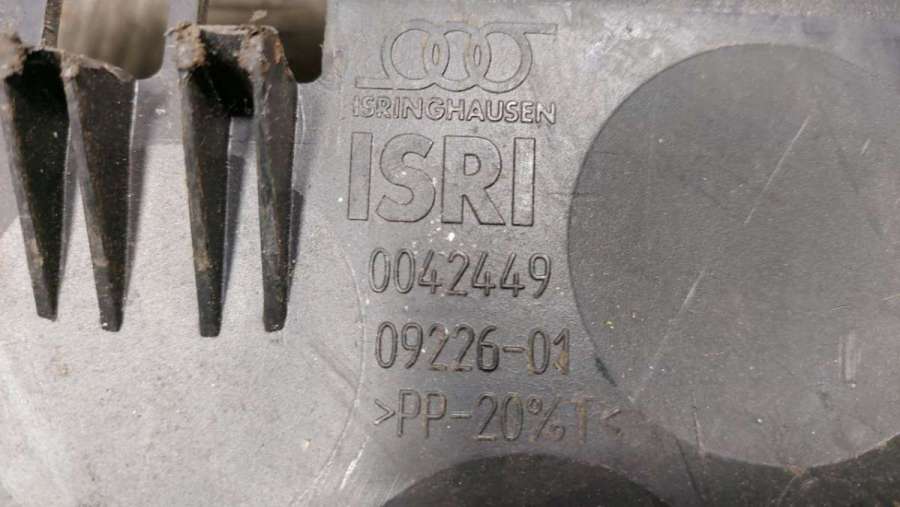 ISRINGHAUSEN
ISRI
0042449
09226-01
>PP-20%T<